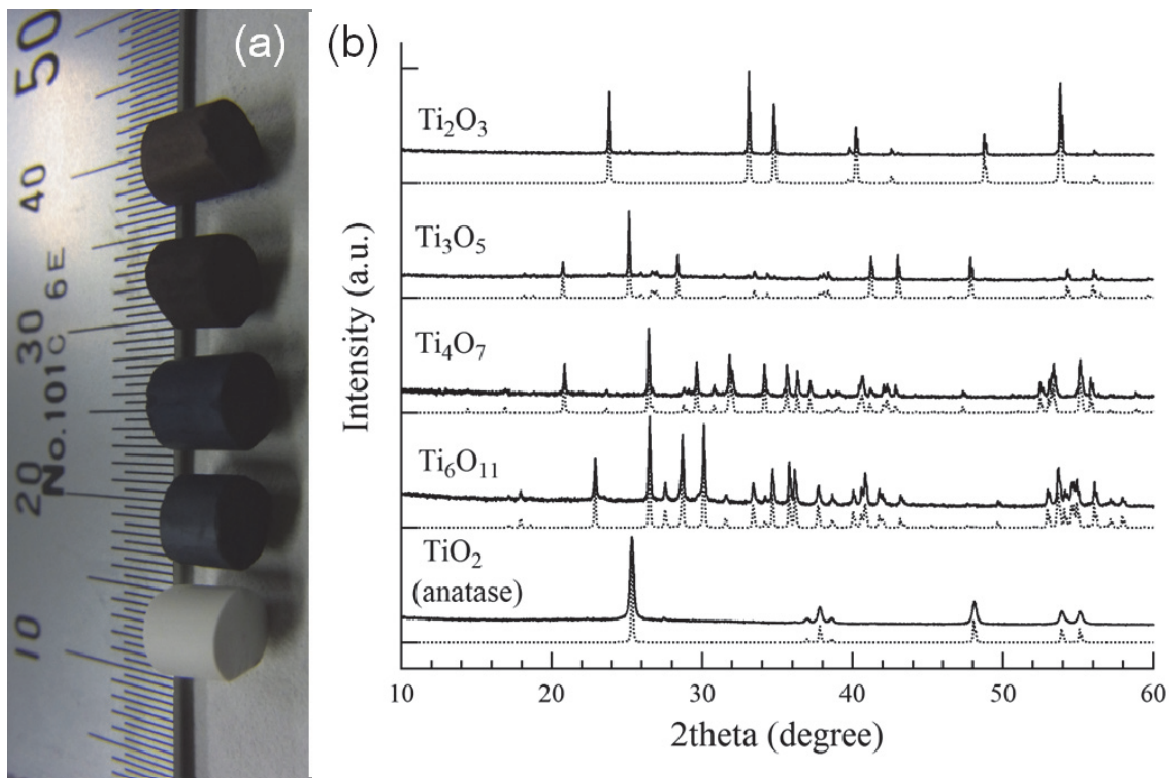 (a)
50
40
30
20
10
No.101C 6E
(b)
Intensity (a.u.)
Ti2O3
Ti3O5
Ti4O7
Ti6O11
TiO2
(anatase)
10 20 30 40 50 60
2theta (degree)